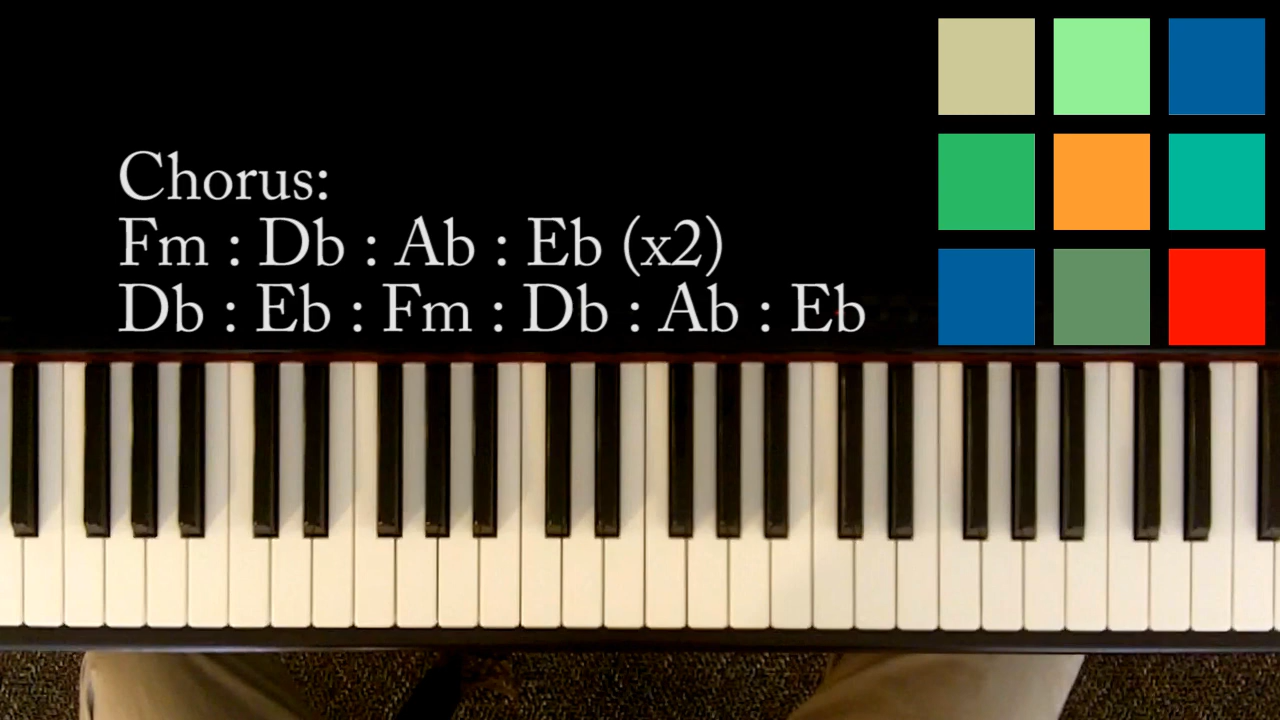 Chorus:
Fm : Db : Ab : Eb (x2)
Db : Eb : Fm : Db : Ab : Eb